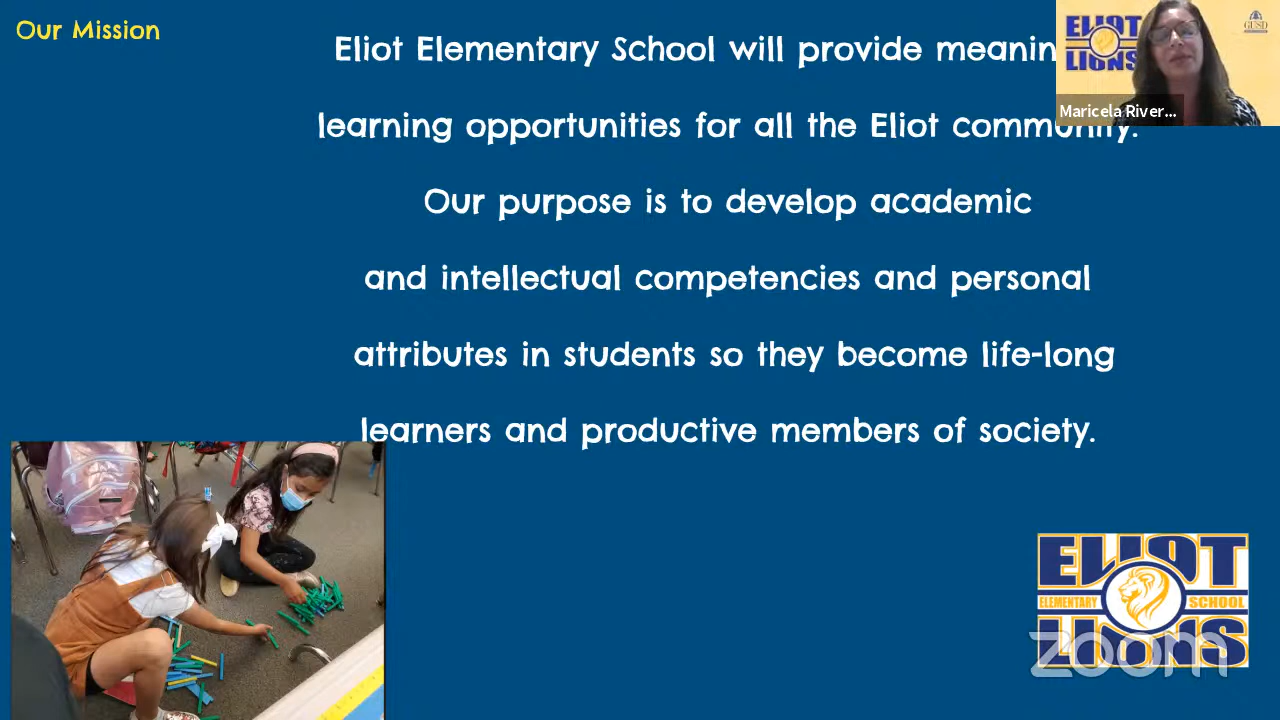 Our Mission
Eliot Elementary School will provide
learning opportunities for all the Eliot community.
Our purpose is to develop academic
and intellectual competencies and personal
attributes in students so they become life-long
learners and productive members of society.
ELIOT
LIONS
GUSD
Maricela River...
ELIOT
ELEMENTARY SCHOOL
LIONS
zoom